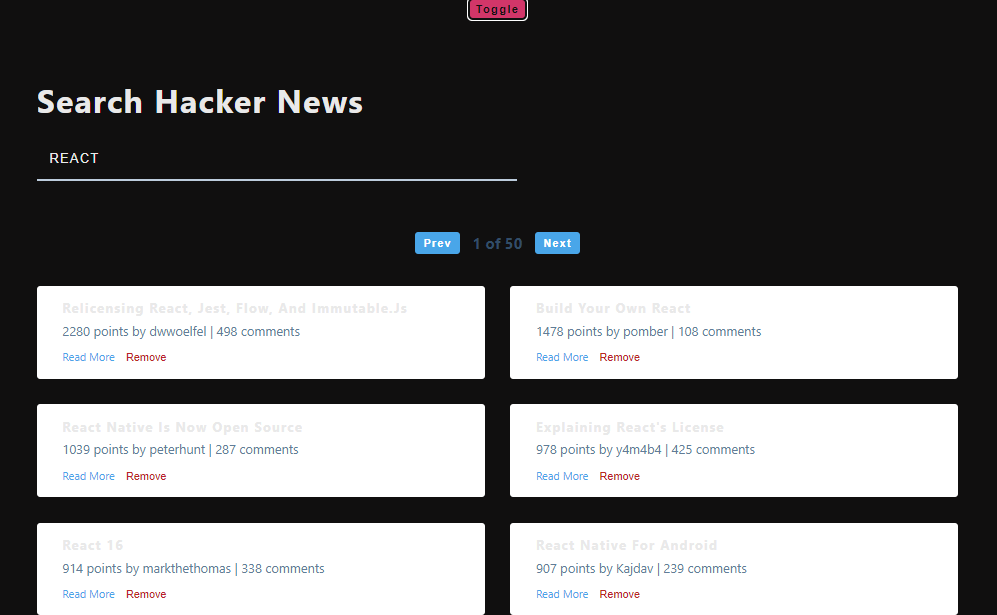 Toggle
Search Hacker News
REACT
Prev 1 of 50 Next
Relicensing React, Jest, Flow, And Immutable.Js
2280 points by dwwoelfel | 498 comments
Read More Remove
Build Your Own React
1478 points by pomber | 108 comments
Read More Remove
React Native Is Now Open Source
1039 points by peterhunt | 287 comments
Read More Remove
Explaining React's License
978 points by y4m4b4 | 425 comments
Read More Remove
React 16
914 points by markthethomas | 338 comments
Read More Remove
React Native For Android
907 points by Kajdav | 239 comments
Read More Remove